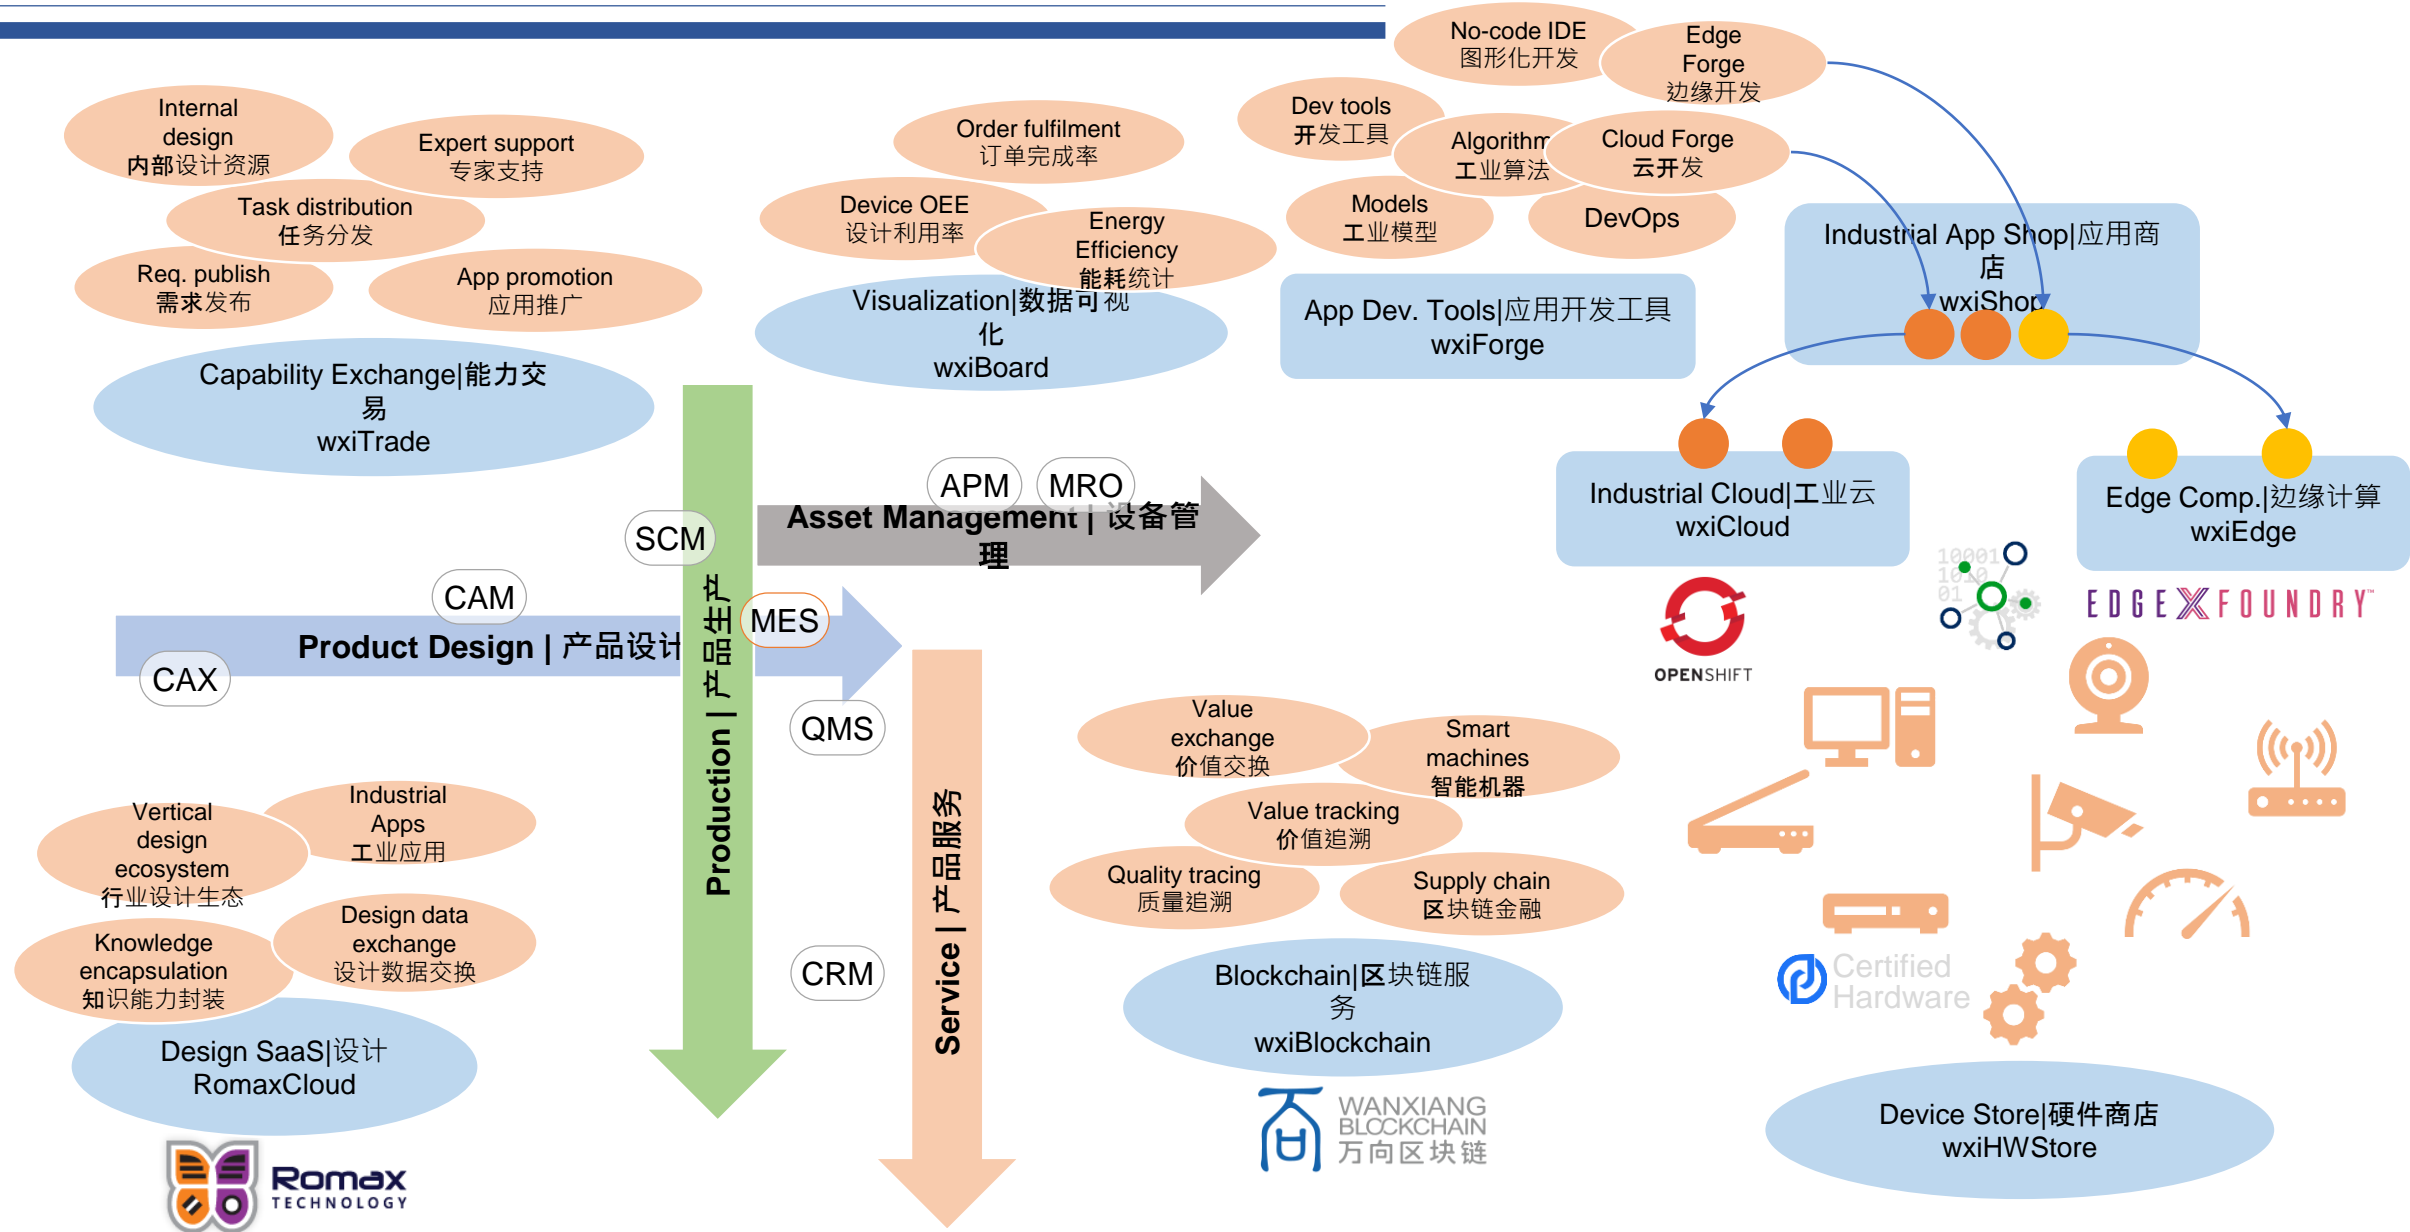 No-code IDE
图形化开发
Edge
Forge
边缘开发
Internal
design
内部设计资源
Expert support
专家支持
Task distribution
任务分发
Req. publish
需求发布
App promotion
应用推广
Capability Exchange|能力交
易
wxiTrade
Order fulfilment
订单完成率
Device OEE
设计利用率
Energy
Efficiency
能耗统计
Visualization|数据可视
化
wxiBoard
Dev tools
开发工具
Algorithm
工业算法
Cloud Forge
云开发
Models
工业模型
DevOps
App Dev. Tools|应用开发工具
wxiForge
Industrial App Shop|应用商
店
wxiShop
Industrial Cloud|工业云
wxiCloud
Edge Comp.|边缘计算
wxiEdge
APM
MRO
Asset Management | 设备管
理
SCM
CAM
MES
Product Design | 产品设计
CAX
QMS
CRM
Production | 产品生产
Service | 产品服务
OPENSHIFT
10001
1010
01
EDGE X FOUNDRY™
Value
exchange
价值交换
Smart
machines
智能机器
Value tracking
价值追溯
Quality tracing
质量追溯
Supply chain
区块链金融
Blockchain|区块链服
务
wxiBlockchain
WANXIANG
BLOCKCHAIN
万向区块链
Vertical
design
ecosystem
行业设计生态
Industrial
Apps
工业应用
Design data
exchange
设计数据交换
Knowledge
encapsulation
知识能力封装
Design SaaS|设计
RomaxCloud
Romax
TECHNOLOGY
Certified
Hardware
Device Store|硬件商店
wxiHWStore